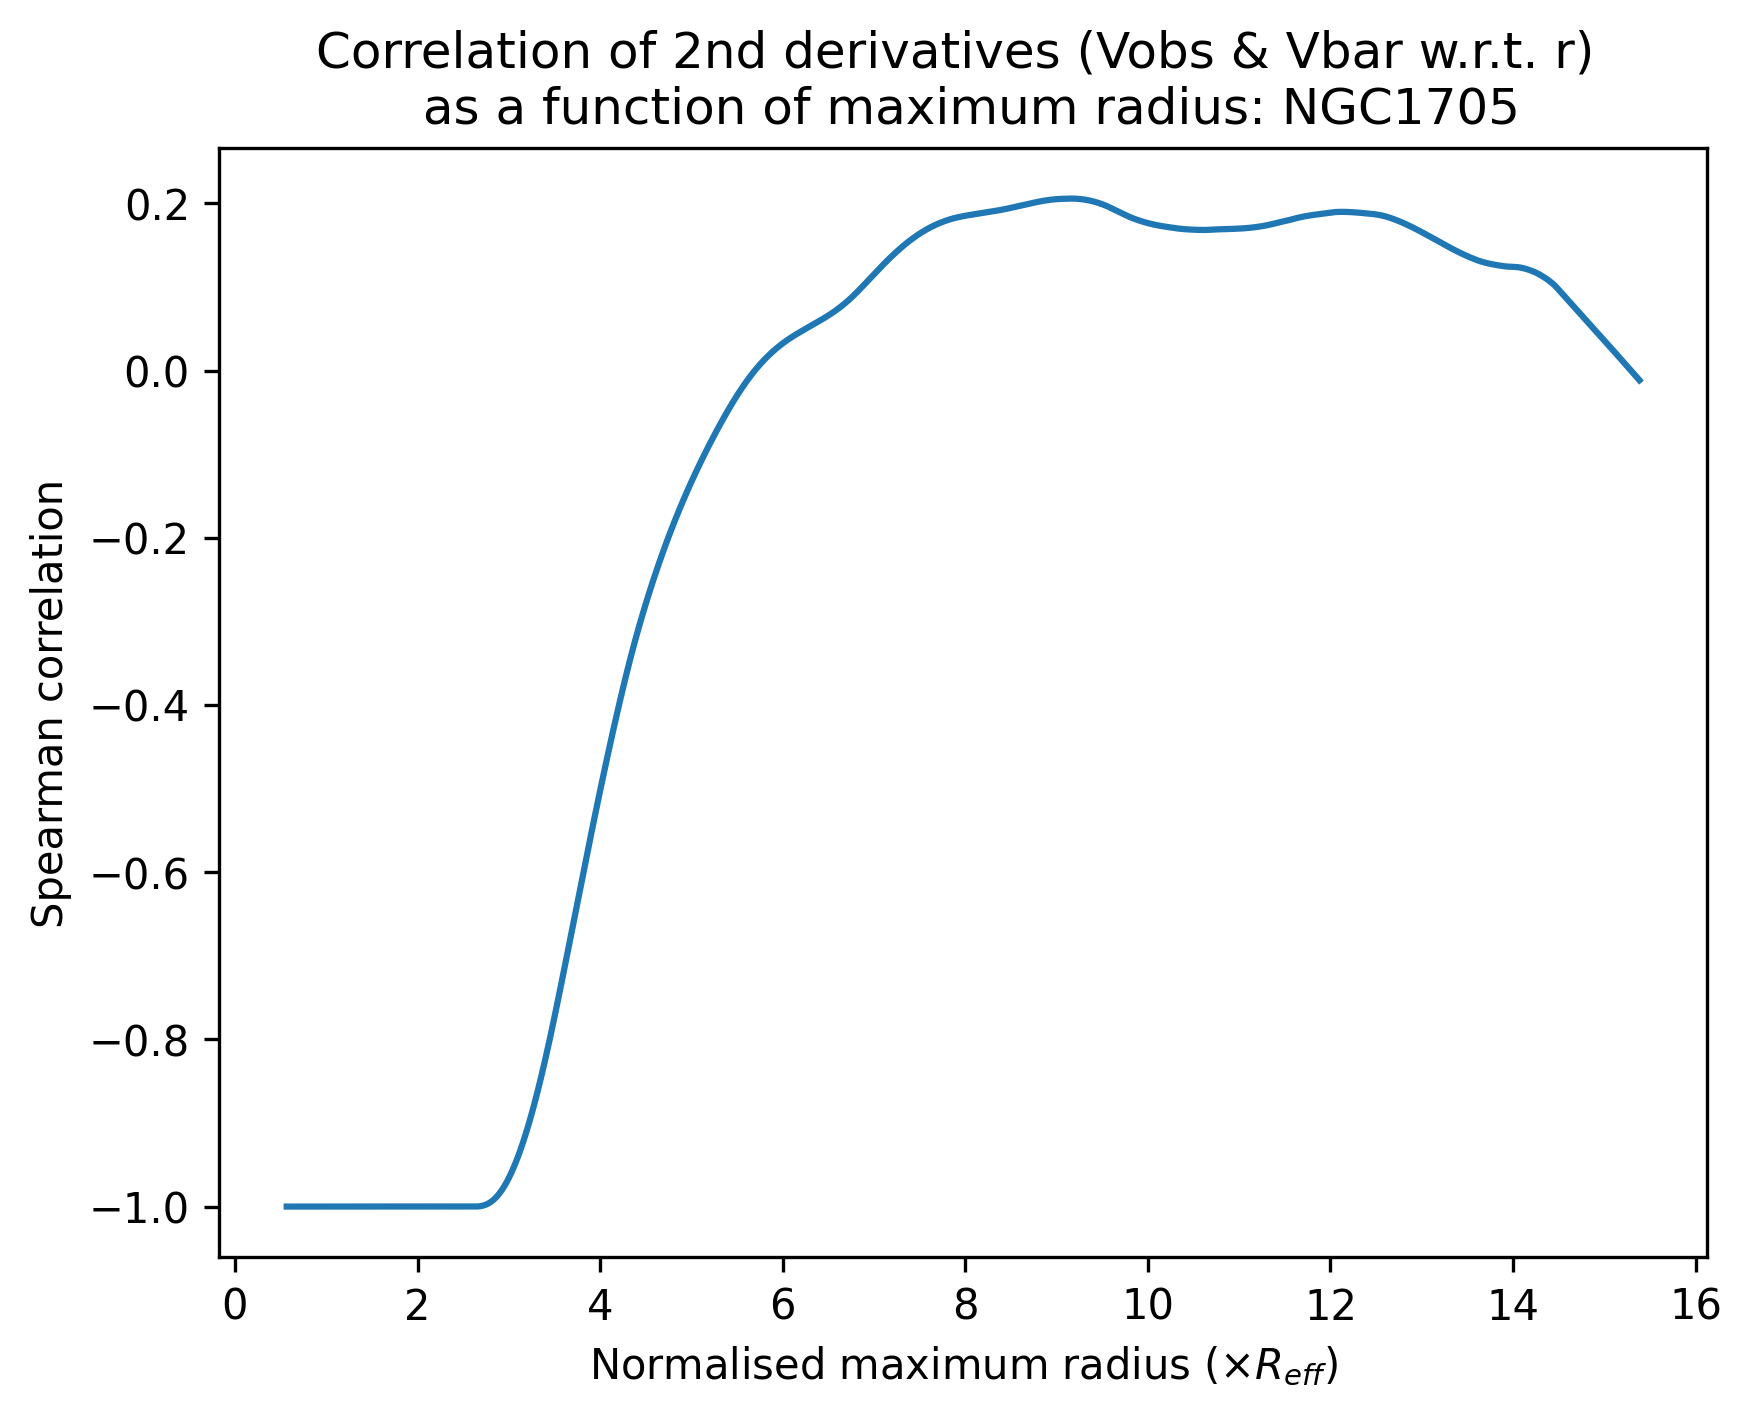 Correlation of 2nd derivatives (Vobs & Vbar w.r.t. r)
as a function of maximum radius: NGC1705
Spearman correlation
0.2
0.0
−0.2
−0.4
−0.6
−0.8
−1.0
0 2 4 6 8 10 12 14 16
Normalised maximum radius (×R_eff)